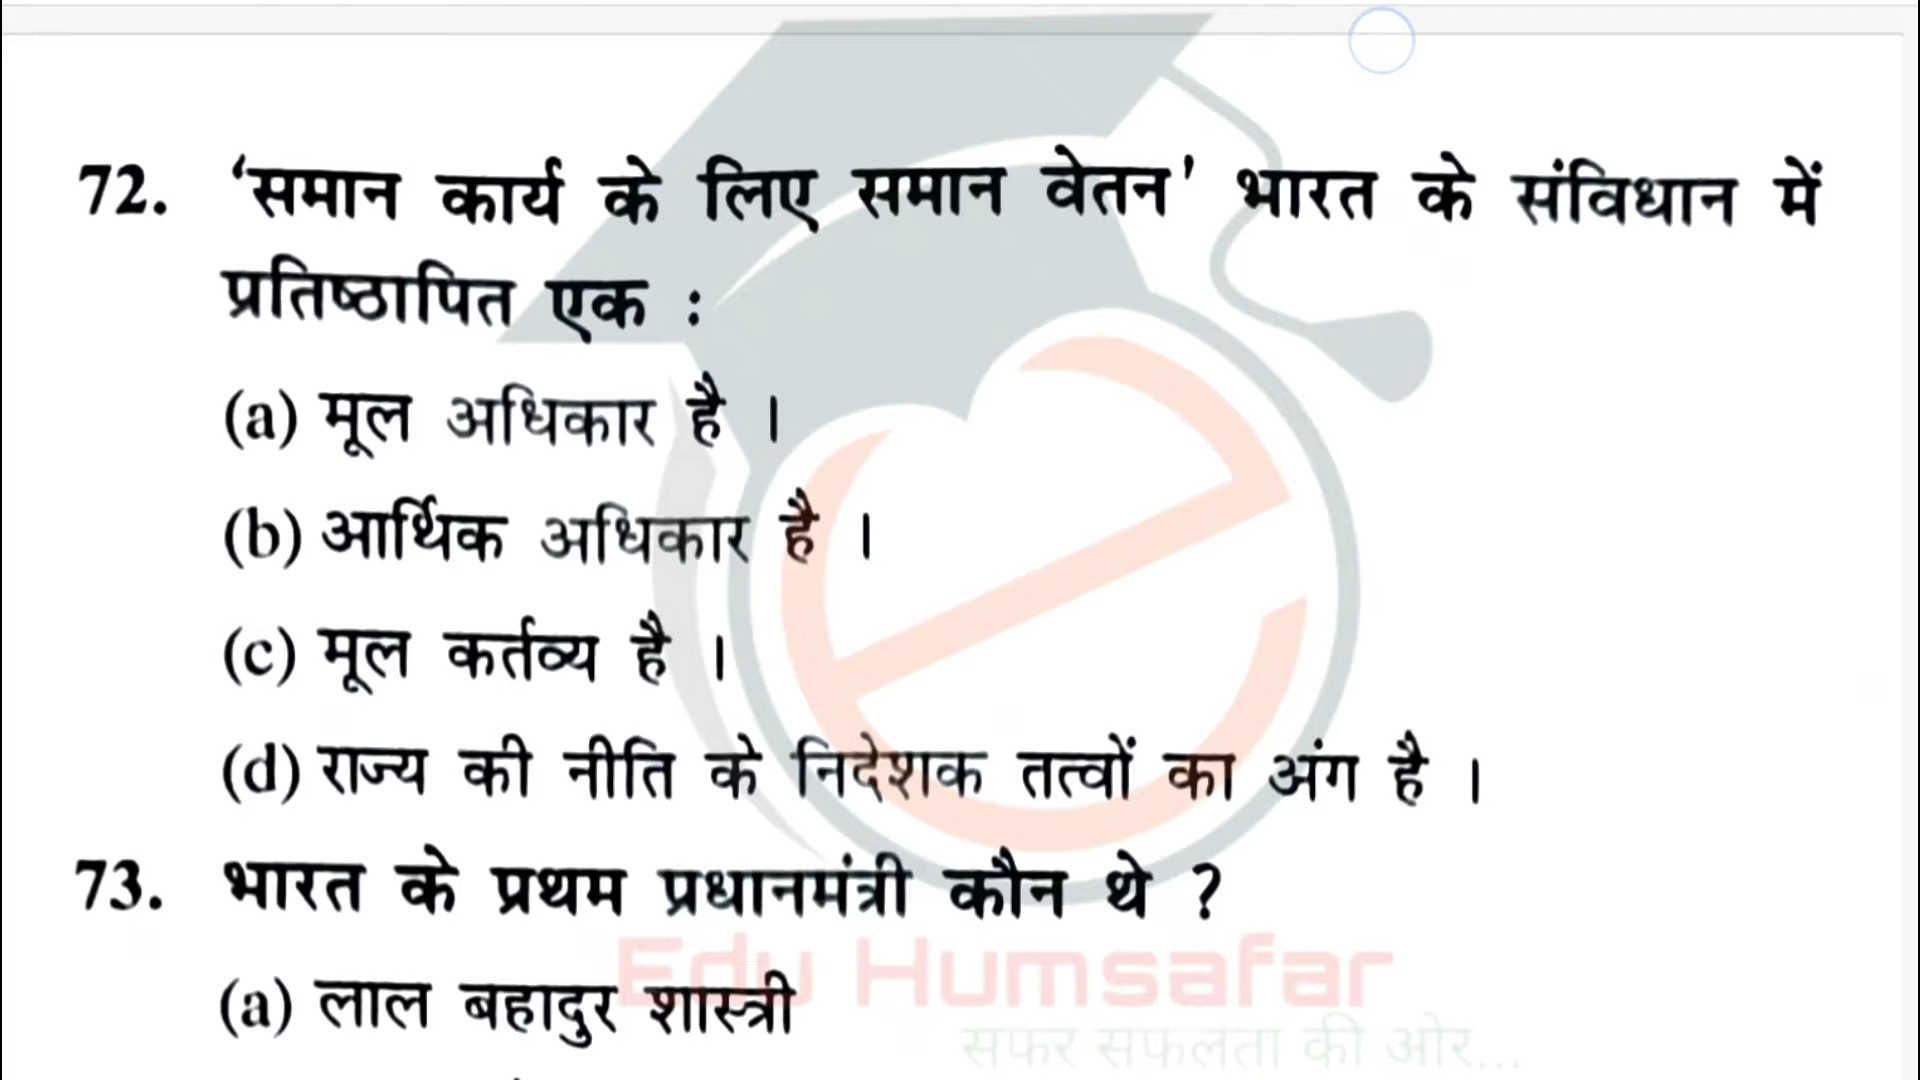 72. ‘समान कार्य के लिए समान वेतन’ भारत के संविधान में
प्रतिष्ठापित एक :
(a) मूल अधिकार है ।
(b) आर्थिक अधिकार है ।
(c) मूल कर्तव्य है ।
(d) राज्य की नीति के निदेशक तत्वों का अंग है ।
73. भारत के प्रथम प्रधानमंत्री कौन थे ?
Edu Humsafar
(a) लाल बहादुर शास्त्री
सफर सफलता की ओर...